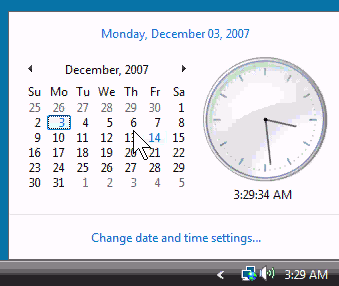 Monday, December 03, 2007
December, 2007
Su Mo Tu We Th Fr Sa
25 26 27 28 29 30 1
2 3 4 5 6 7 8
9 10 11 12 13 14 15
16 17 18 19 20 21 22
23 24 25 26 27 28 29
30 31 1 2 3 4 5
3:29:34 AM
Change date and time settings...
3:29 AM